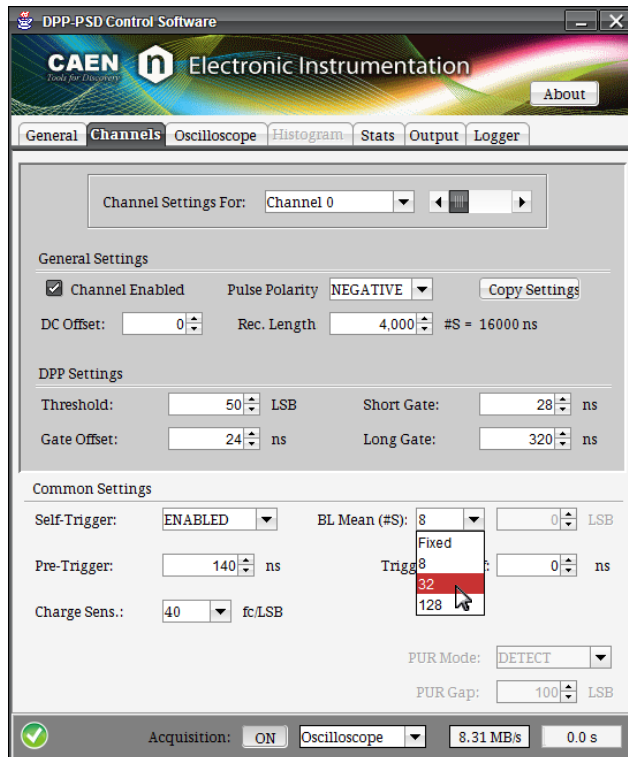 DPP-PSD Control Software
CAEN n Electronic Instrumentation
Tools for Discovery
About
General Channels Oscilloscope Histogram Stats Output Logger
Channel Settings For: Channel 0
General Settings
Channel Enabled Pulse Polarity NEGATIVE Copy Settings
DC Offset: 0 Rec. Length 4,000 #S = 16000 ns
DPP Settings
Threshold: 50 LSB Short Gate: 28 ns
Gate Offset: 24 ns Long Gate: 320 ns
Common Settings
Self-Trigger: ENABLED BL Mean (#S): 8 0 LSB
Fixed
Pre-Trigger: 140 ns 8 0 ns
32
Charge Sens.: 40 fc/LSB 128
PUR Mode: DETECT
PUR Gap: 100 LSB
Acquisition: ON Oscilloscope 8.31 MB/s 0.0 s